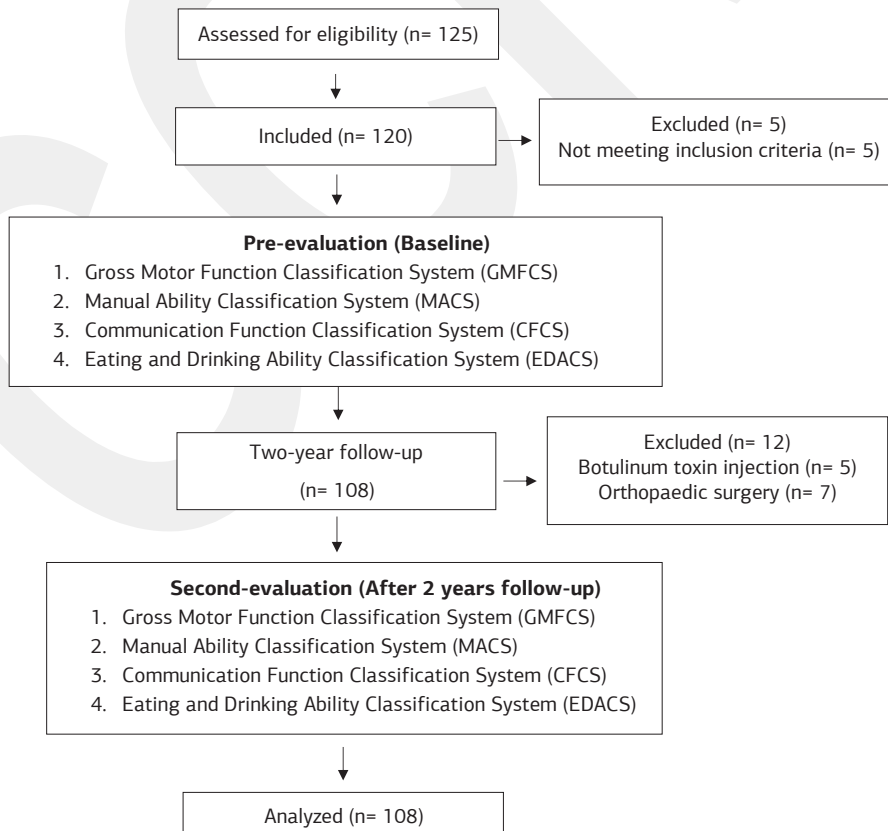 Assessed for eligibility (n= 125)
Included (n= 120)
Excluded (n= 5)
Not meeting inclusion criteria (n= 5)
Pre-evaluation (Baseline)
1. Gross Motor Function Classification System (GMFCS)
2. Manual Ability Classification System (MACS)
3. Communication Function Classification System (CFCS)
4. Eating and Drinking Ability Classification System (EDACS)
Two-year follow-up
(n= 108)
Excluded (n= 12)
Botulinum toxin injection (n= 5)
Orthopaedic surgery (n= 7)
Second-evaluation (After 2 years follow-up)
1. Gross Motor Function Classification System (GMFCS)
2. Manual Ability Classification System (MACS)
3. Communication Function Classification System (CFCS)
4. Eating and Drinking Ability Classification System (EDACS)
Analyzed (n= 108)